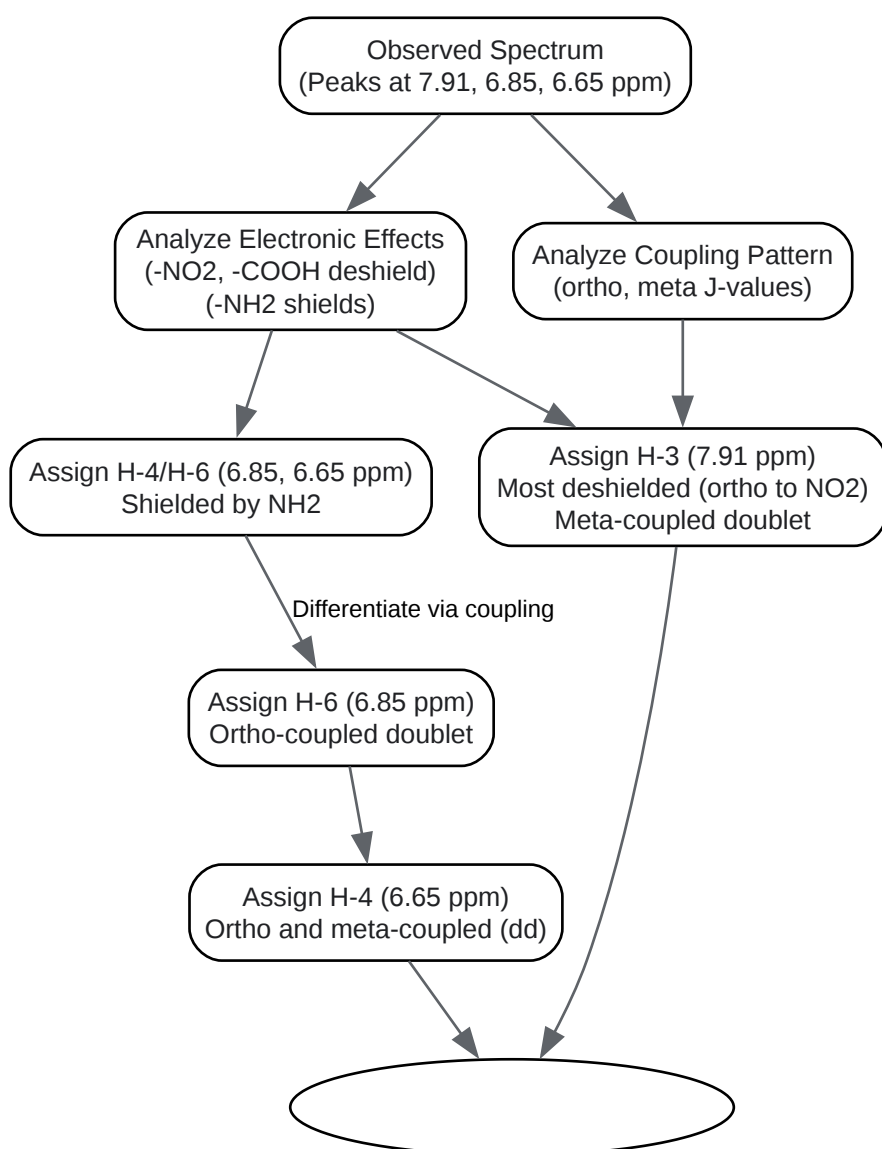 Observed Spectrum
(Peaks at 7.91, 6.85, 6.65 ppm)
Analyze Electronic Effects
(-NO2, -COOH deshield)
(-NH2 shields)
Analyze Coupling Pattern
(ortho, meta J-values)
Assign H-4/H-6 (6.85, 6.65 ppm)
Shielded by NH2
Assign H-3 (7.91 ppm)
Most deshielded (ortho to NO2)
Meta-coupled doublet
Differentiate via coupling
Assign H-6 (6.85 ppm)
Ortho-coupled doublet
Assign H-4 (6.65 ppm)
Ortho and meta-coupled (dd)